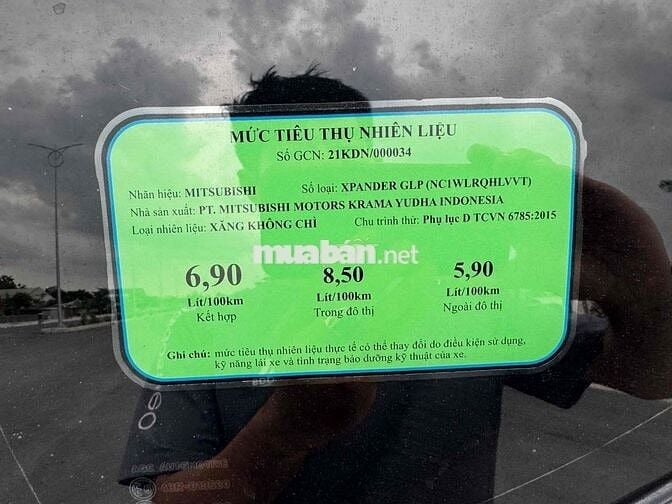 MỨC TIÊU THỤ NHIÊN LIỆU
Số GCN: 21KDN/000034
Nhãn hiệu: MITSUBISHI Số loại: XPANDER GLP (NC1WLRQHLVVT)
Nhà sản xuất: PT. MITSUBISHI MOTORS KRAMA YUDHA INDONESIA
Loại nhiên liệu: XĂNG KHÔNG CHÌ Chu trình thử: Phụ lục D TCVN 6785:2015
muabán.net
6,90 8,50 5,90
Lít/100km Lít/100km Lít/100km
Kết hợp Trong đô thị Ngoài đô thị
Ghi chú: mức tiêu thụ nhiên liệu thực tế có thể thay đổi do điều kiện sử dụng,
kỹ năng lái xe và tình trạng bảo dưỡng kỹ thuật của xe.
AUTOMOTIVE